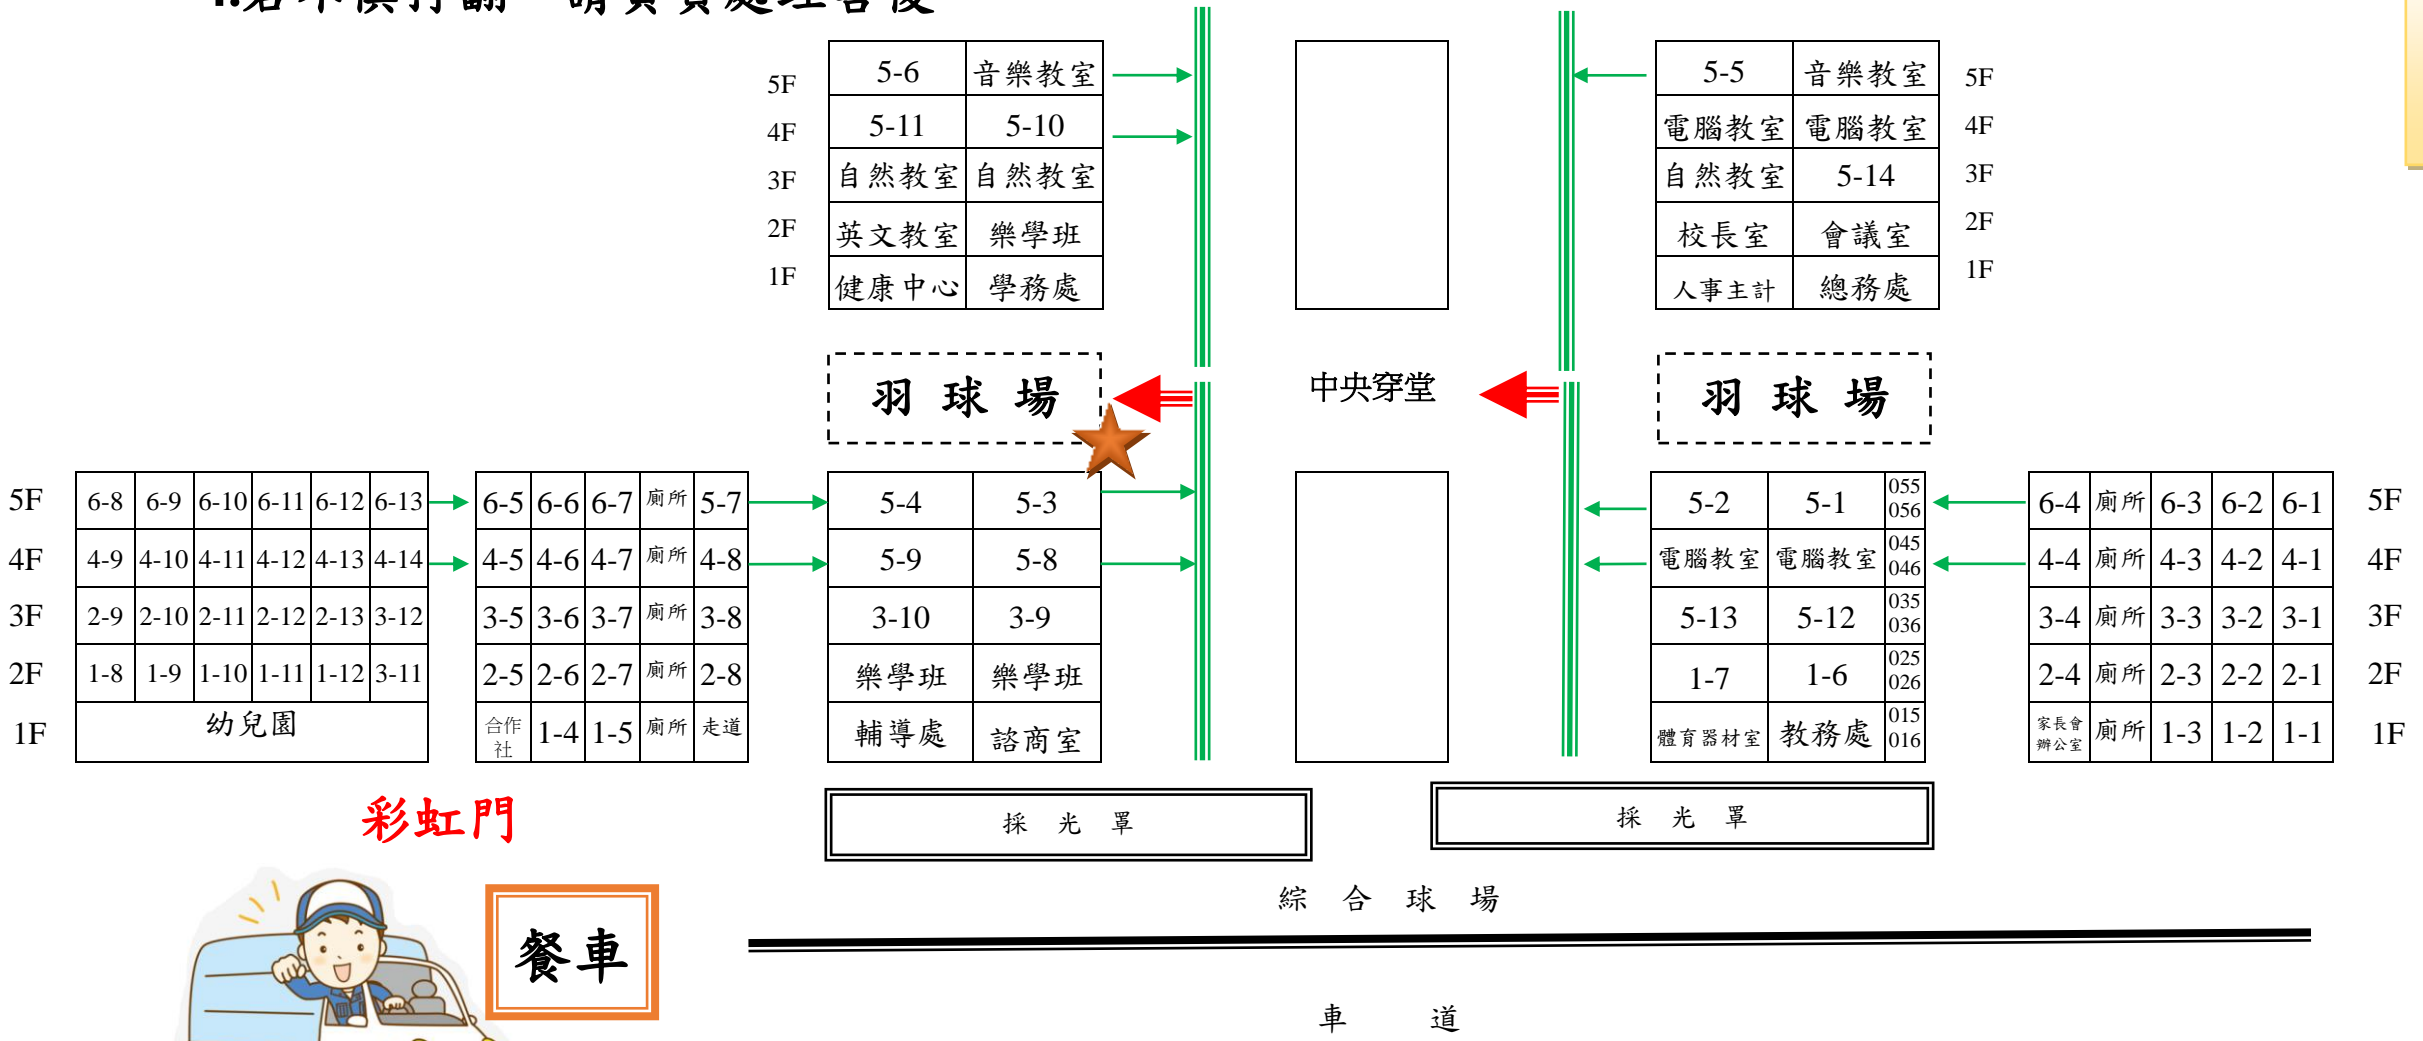 5F 5-6 音樂教室 5-5 音樂教室 5F
4F 5-11 5-10 電腦教室 電腦教室 4F
3F 自然教室 自然教室 自然教室 5-14 3F
2F 英文教室 樂學班 校長室 會議室 2F
1F 健康中心 學務處 人事主計 總務處 1F
羽球場 中央穿堂 羽球場
5F 6-8 6-9 6-10 6-11 6-12 6-13 6-5 6-6 6-7 廁所 5-7 5-4 5-3 5-2 5-1 055 056 6-4 廁所 6-3 6-2 6-1 5F
4F 4-9 4-10 4-11 4-12 4-13 4-14 4-5 4-6 4-7 廁所 4-8 5-9 5-8 電腦教室 電腦教室 045 046 4-4 廁所 4-3 4-2 4-1 4F
3F 2-9 2-10 2-11 2-12 2-13 3-12 3-5 3-6 3-7 廁所 3-8 3-10 3-9 5-13 5-12 035 036 3-4 廁所 3-3 3-2 3-1 3F
2F 1-8 1-9 1-10 1-11 1-12 3-11 2-5 2-6 2-7 廁所 2-8 樂學班 樂學班 1-7 1-6 025 026 2-4 廁所 2-3 2-2 2-1 2F
1F 幼兒園 合作社 1-4 1-5 廁所 走道 輔導處 諮商室 體育器材室 教務處 015 016 家長會辦公室 廁所 1-3 1-2 1-1 1F
彩虹門 採光罩 採光罩
綜合球場
餐車
車道